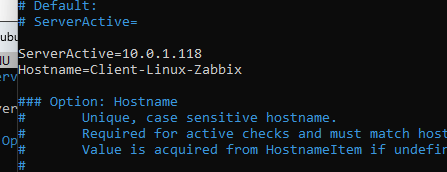 # Default:
# ServerActive=
ServerActive=10.0.1.118
Hostname=Client-Linux-Zabbix
### Option: Hostname
# Unique, case sensitive hostname.
# Required for active checks and must match host
# Value is acquired from HostnameItem if undefin
#